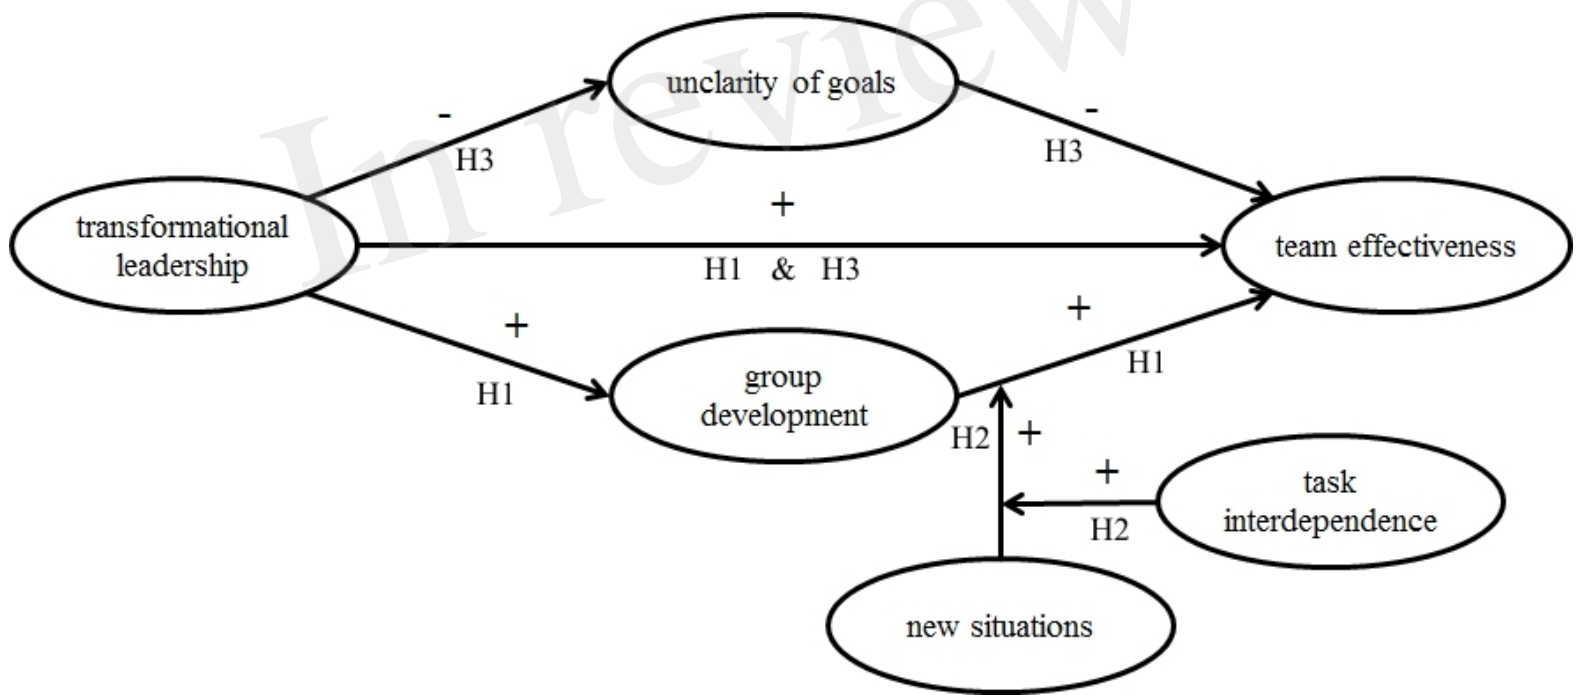 In review
unclarity of goals
-
H3
-
H3
transformational
leadership
+
H1 & H3
team effectiveness
+
H1
group
development
+
H1
H2
+
+
H2
task
interdependence
new situations